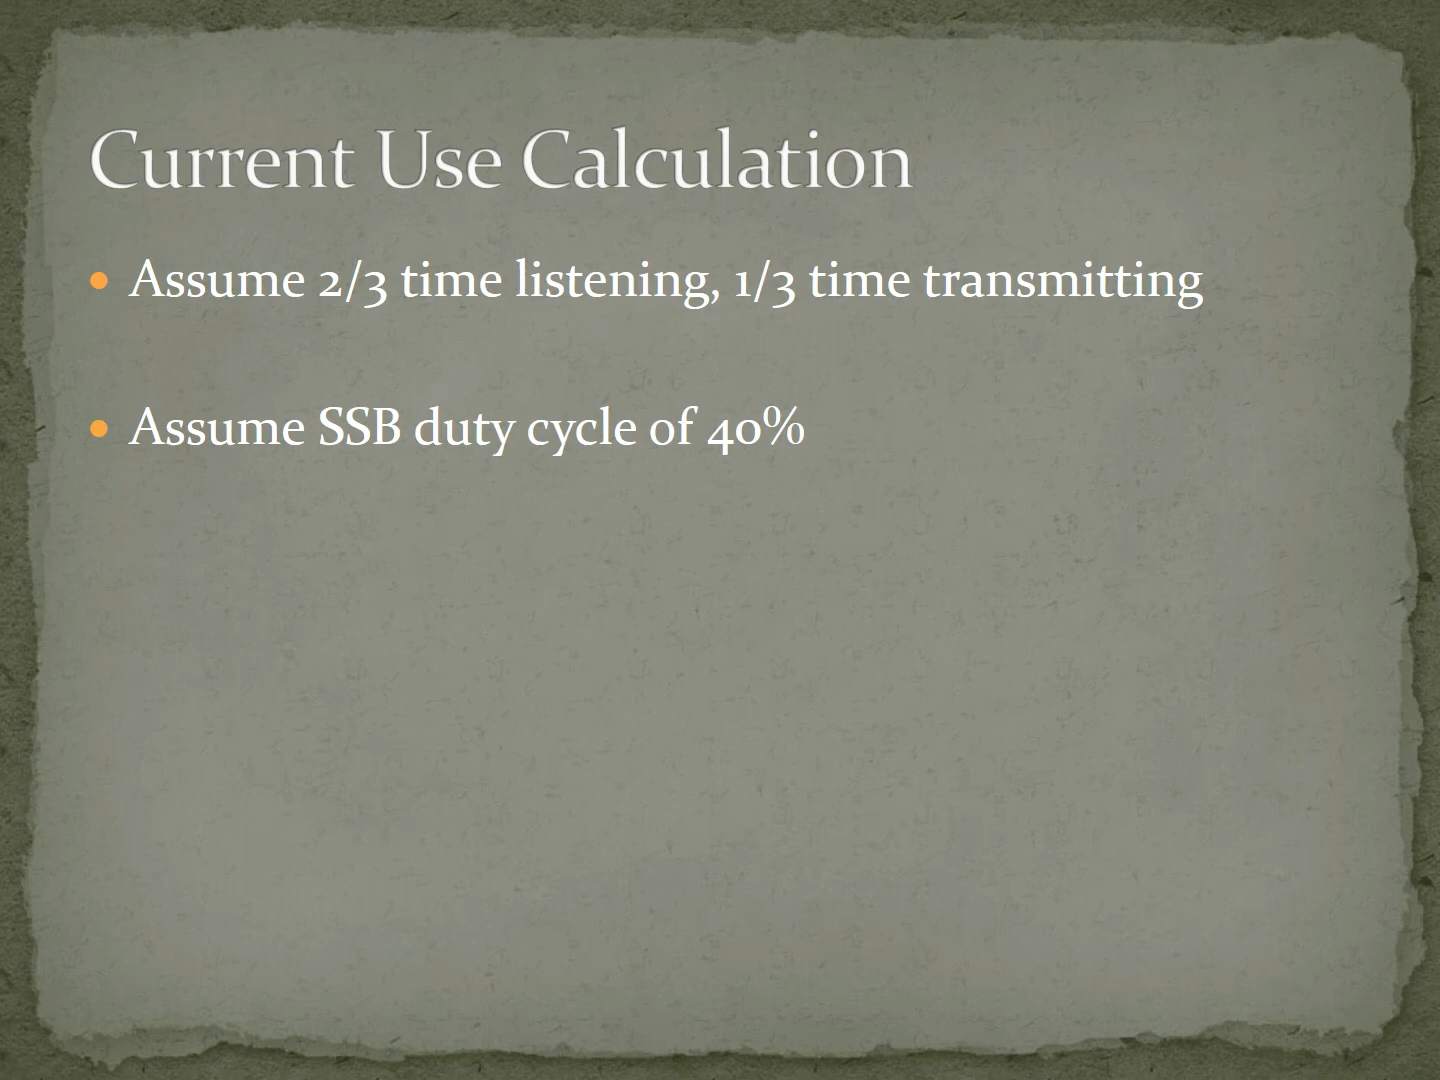 Current Use Calculation
• Assume 2/3 time listening, 1/3 time transmitting
• Assume SSB duty cycle of 40%